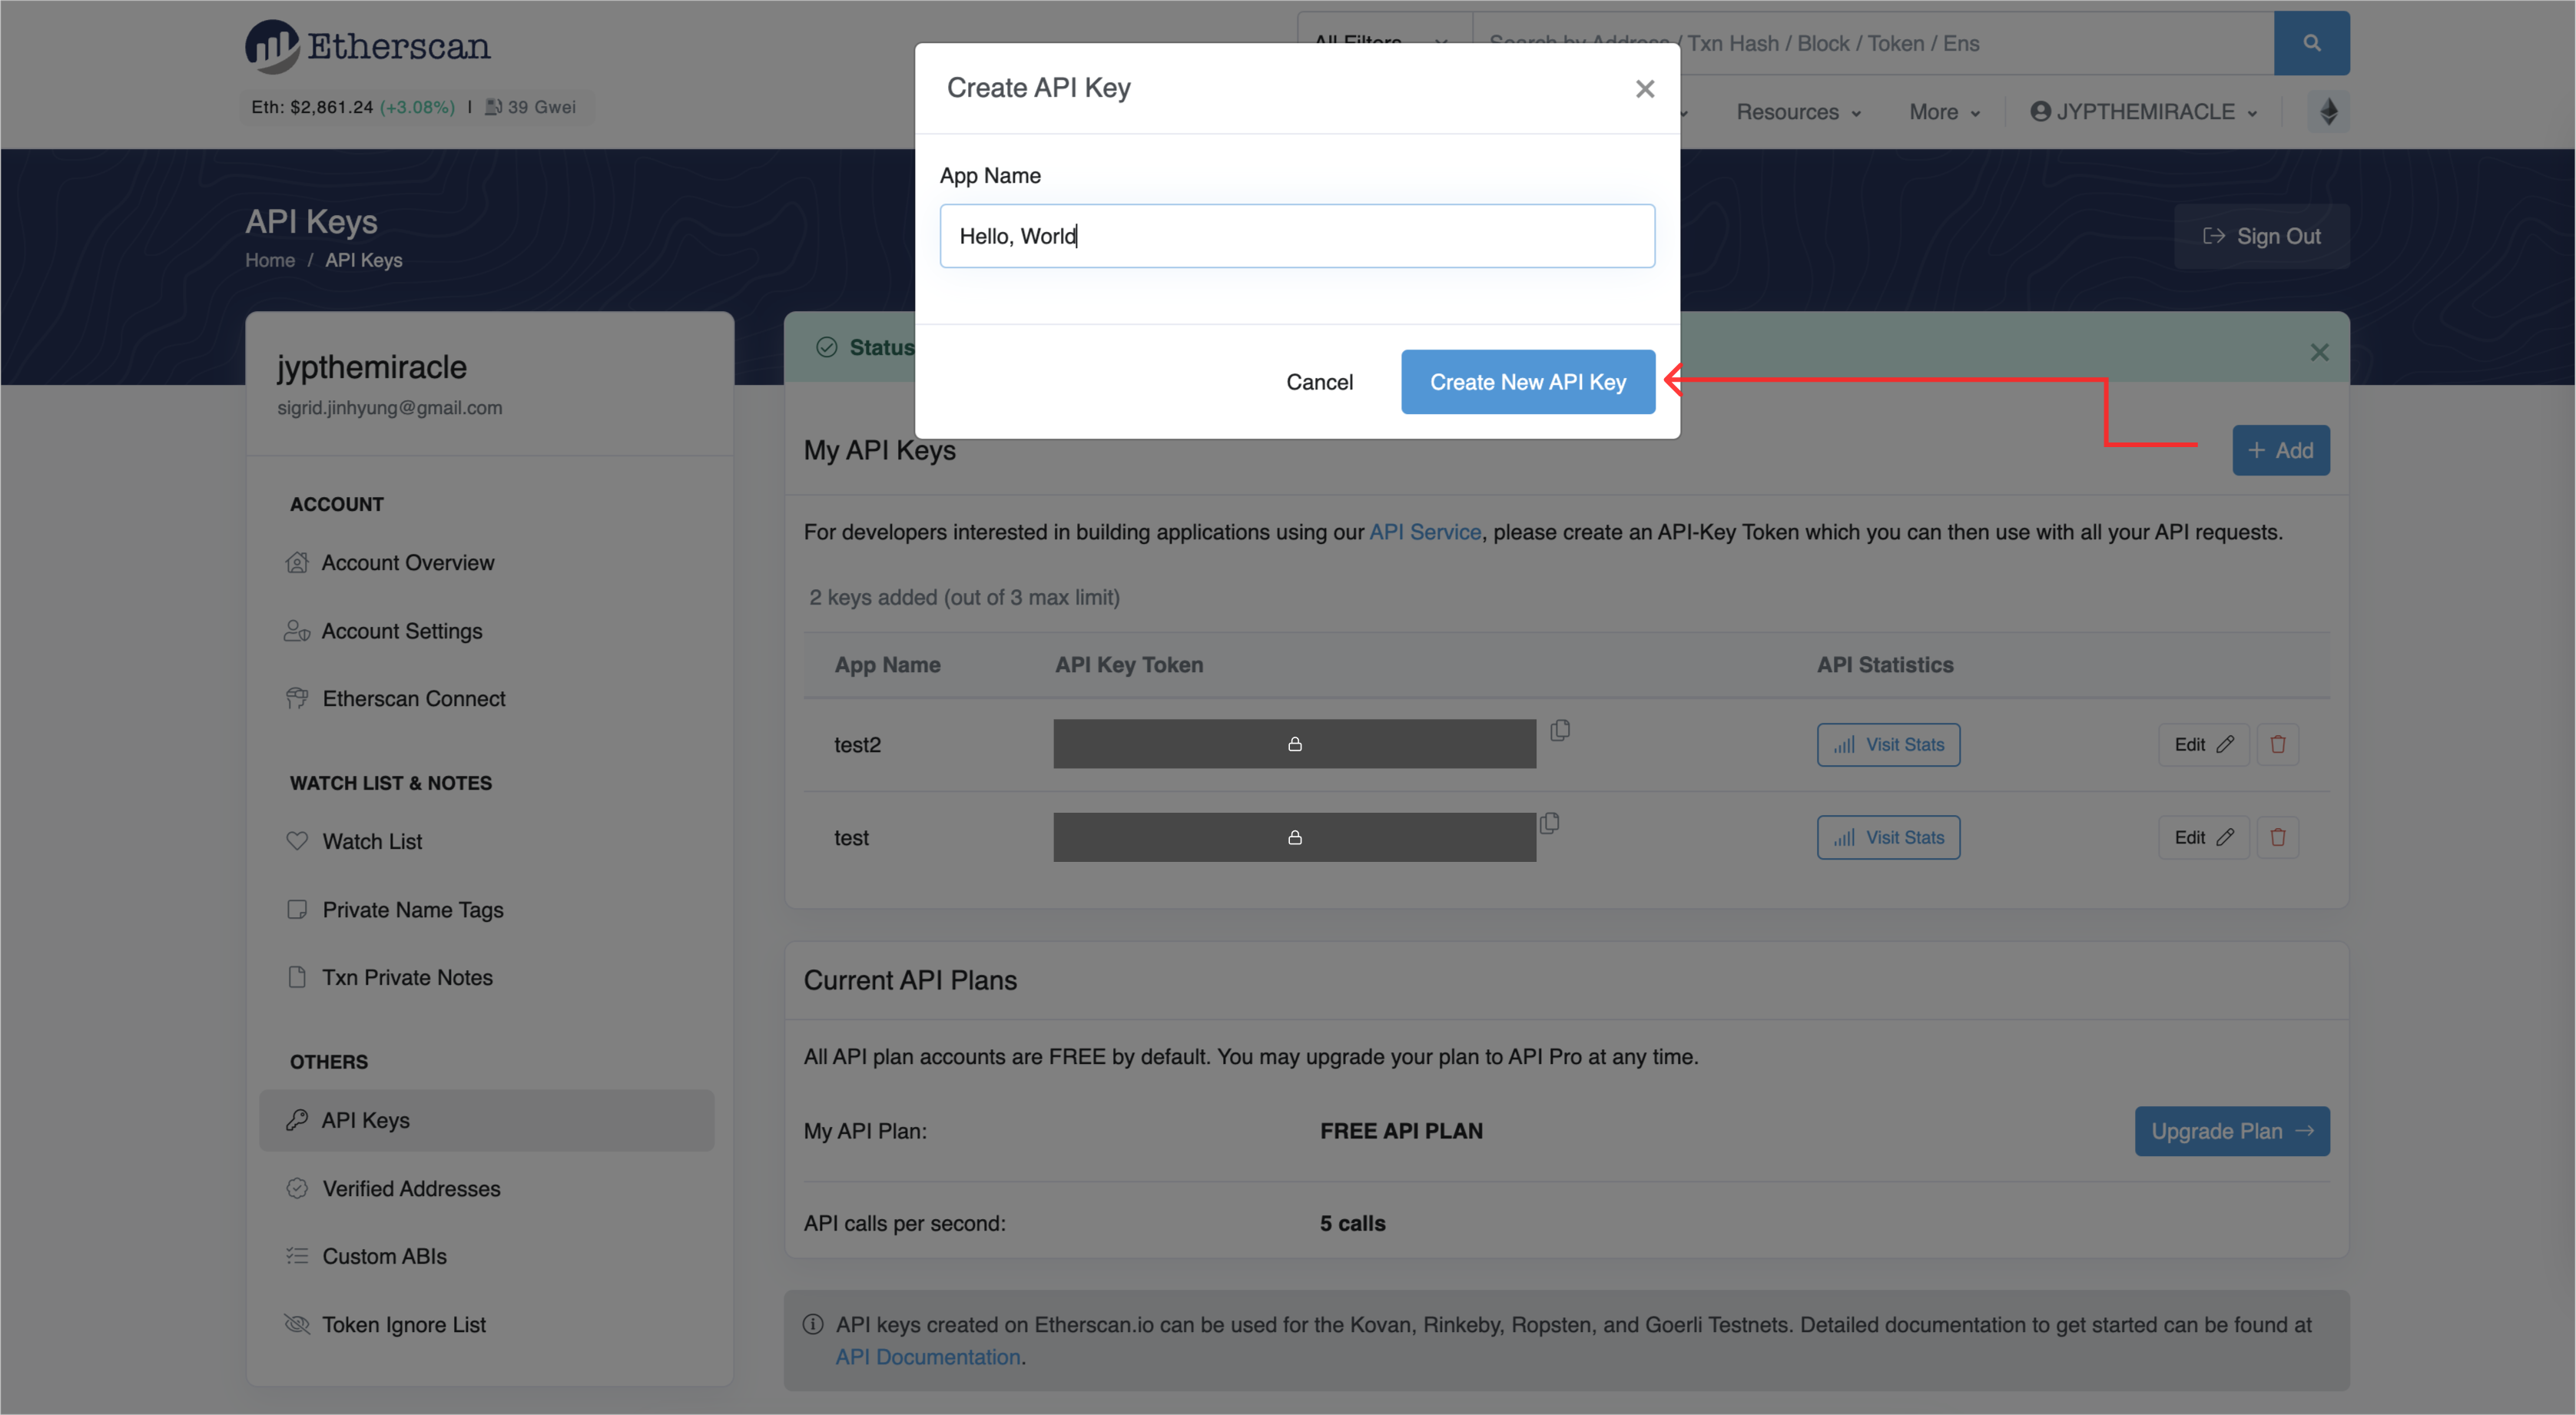 Etherscan
All Filters
Search by Address / Txn Hash / Block / Token / Ens
Eth: $2,861.24 (+3.08%) | 39 Gwei
Resources
More
JYPTHEMIRACLE
Create API Key
App Name
Hello, World
Cancel
Create New API Key
API Keys
Home / API Keys
Sign Out
jypthemiracle
sigrid.jinhyung@gmail.com
ACCOUNT
Account Overview
Account Settings
Etherscan Connect
WATCH LIST & NOTES
Watch List
Private Name Tags
Txn Private Notes
OTHERS
API Keys
Verified Addresses
Custom ABIs
Token Ignore List
Status
My API Keys
+ Add
For developers interested in building applications using our API Service, please create an API-Key Token which you can then use with all your API requests.
2 keys added (out of 3 max limit)
App Name API Key Token API Statistics
test2 Visit Stats Edit
test Visit Stats Edit
Current API Plans
All API plan accounts are FREE by default. You may upgrade your plan to API Pro at any time.
My API Plan: FREE API PLAN Upgrade Plan
API calls per second: 5 calls
API keys created on Etherscan.io can be used for the Kovan, Rinkeby, Ropsten, and Goerli Testnets. Detailed documentation to get started can be found at
API Documentation.